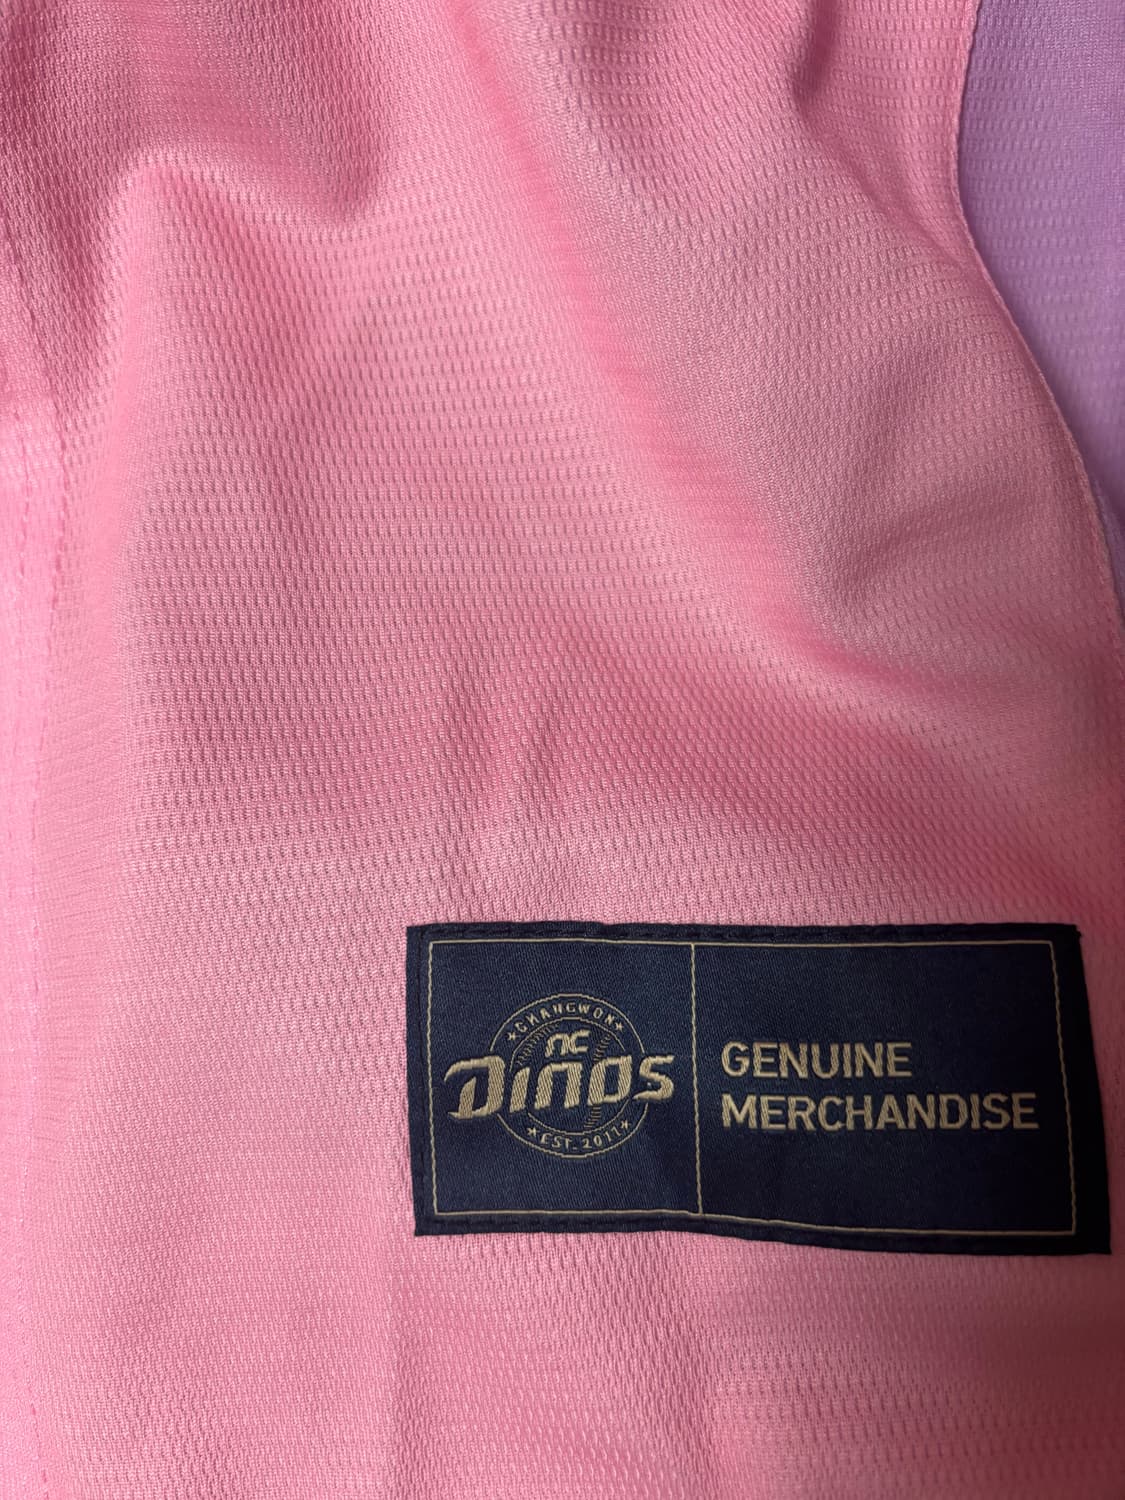 ★CHANGWON★
NC
DINOS
★EST. 2011★
GENUINE
MERCHANDISE